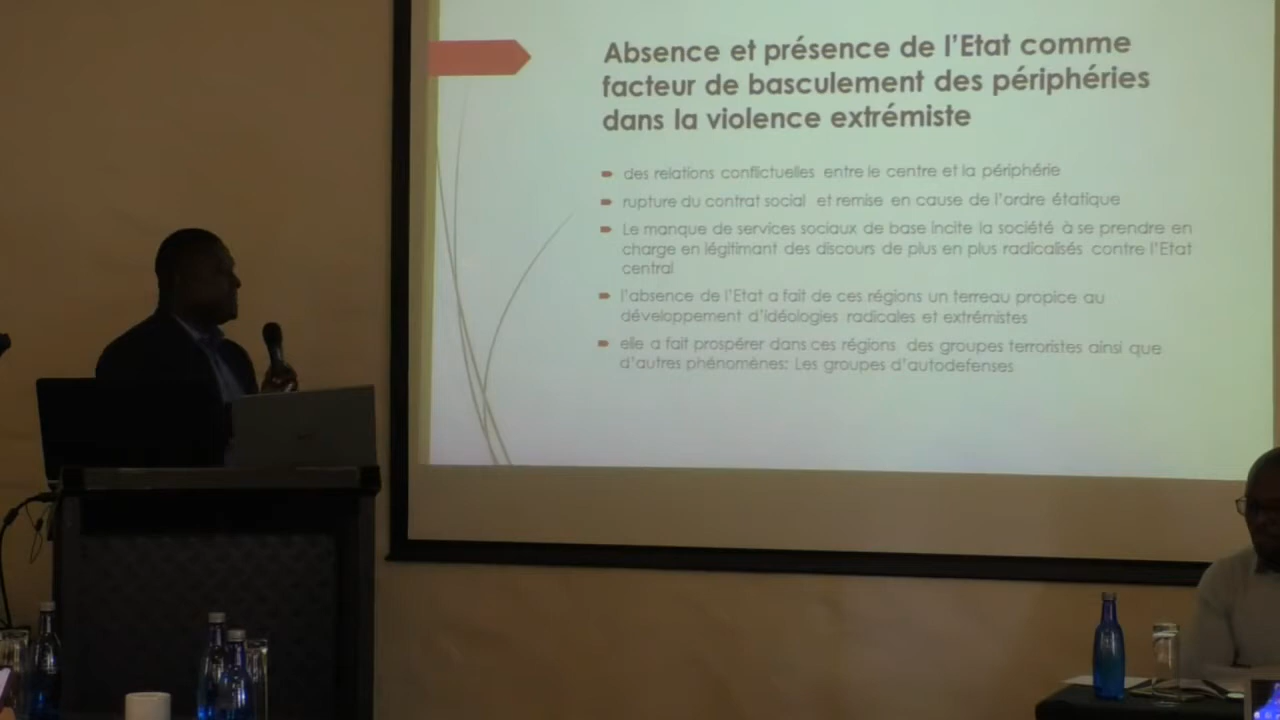 Absence et présence de l'Etat comme
facteur de basculement des périphéries
dans la violence extrémiste
des relations conflictuelles entre le centre et la périphérie
rupture du contrat social et remise en cause de l'ordre étatique
Le manque de services sociaux de base incite la société à se prendre en
charge en légitimant des discours de plus en plus radicalisés contre l'Etat
central
l'absence de l'Etat a fait de ces régions un terreau propice au
développement d'idéologies radicales et extrémistes
elle a fait prospérer dans ces régions des groupes terroristes ainsi que
d'autres phénomènes: Les groupes d'autodefenses